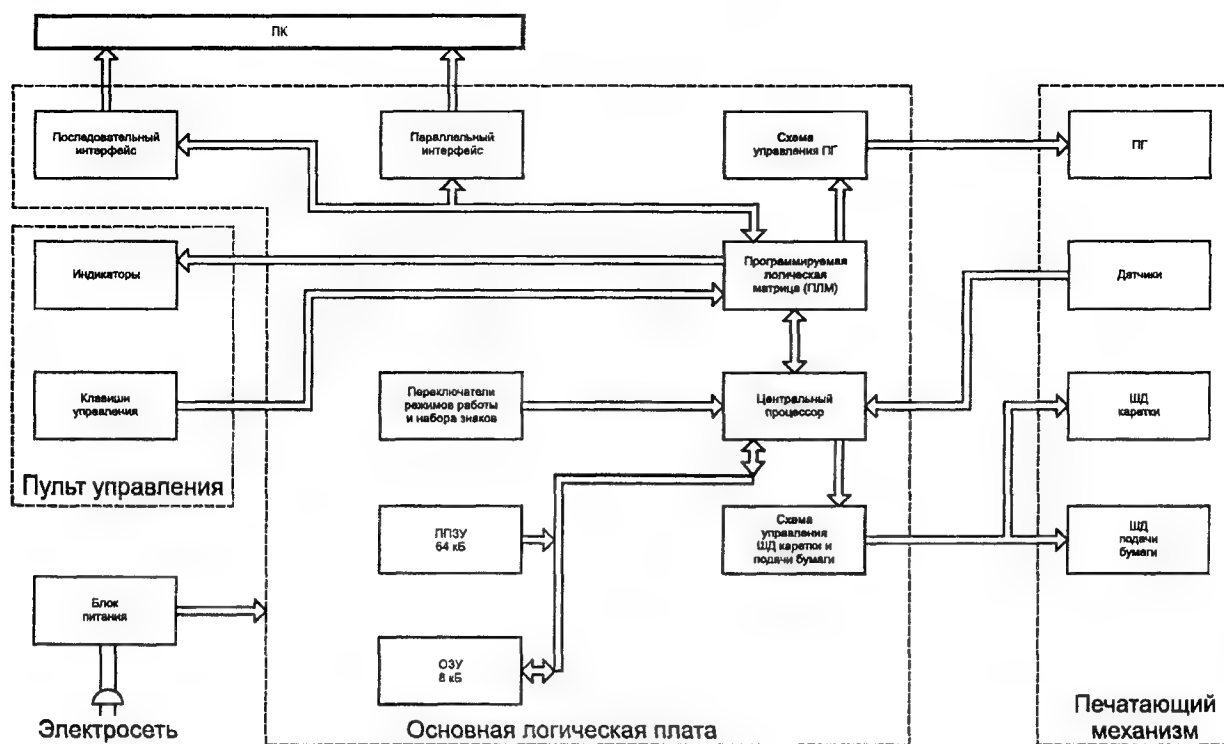 ПК
Последовательный
интерфейс
Параллельный
интерфейс
Схема
управления ПГ
ПГ
Индикаторы
Программируемая
логическая
матрица (ПЛМ)
Датчики
Клавиши
управления
Переключатели
режимов работы
и набора знаков
Центральный
процессор
ШД
каретки
Пульт управления
ППЗУ
64 кБ
Схема
управления
ШД каретки и
подачи бумаги
ШД
подачи
бумаги
Блок
питания
ОЗУ
8 кБ
Электросеть
Основная логическая плата
Печатающий
механизм